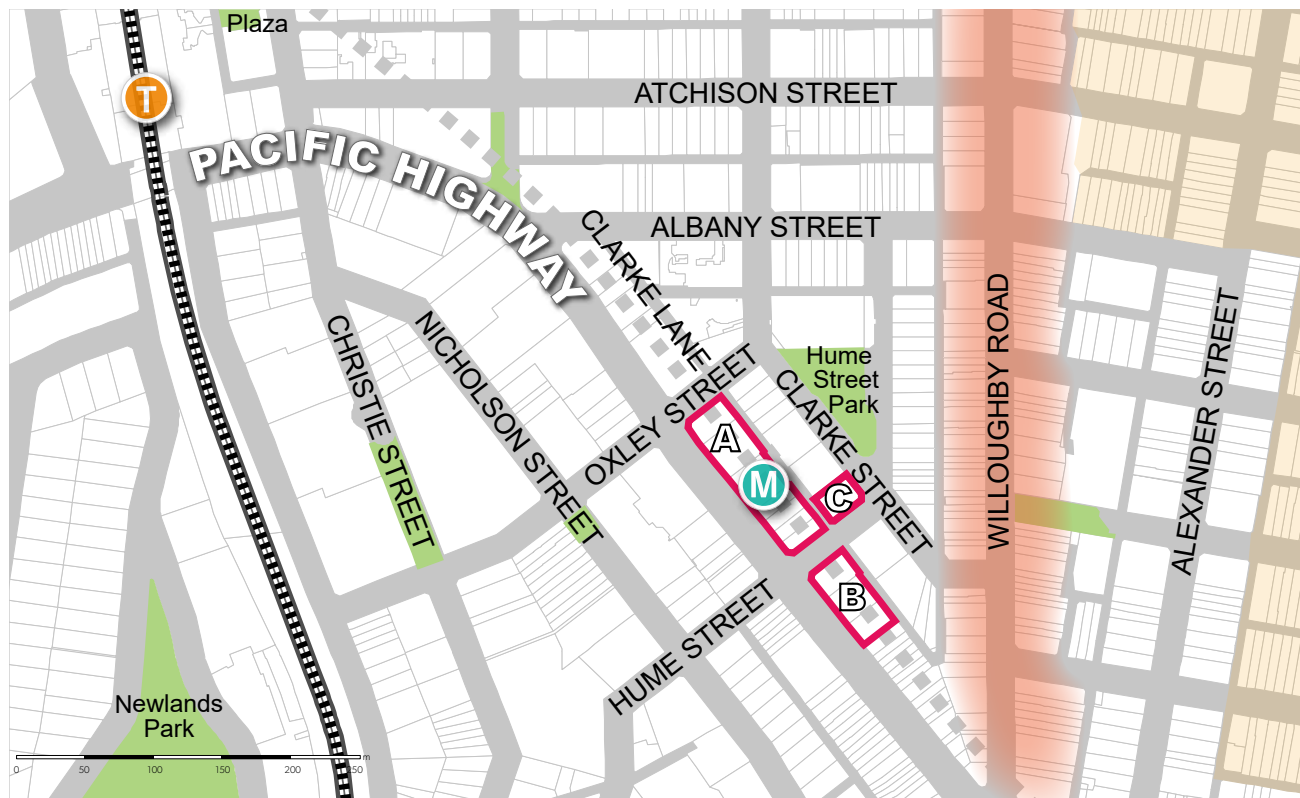 Plaza
T
ATCHISON STREET
PACIFIC HIGHWAY
ALBANY STREET
CLARKE LANE
WILLOUGHBY ROAD
ALEXANDER STREET
CHRISTIE STREET
NICHOLSON STREET
OXLEY STREET
Hume
Street
Park
CLARKE STREET
A
M
C
B
HUME STREET
Newlands
Park
0 50 100 150 200 250 m